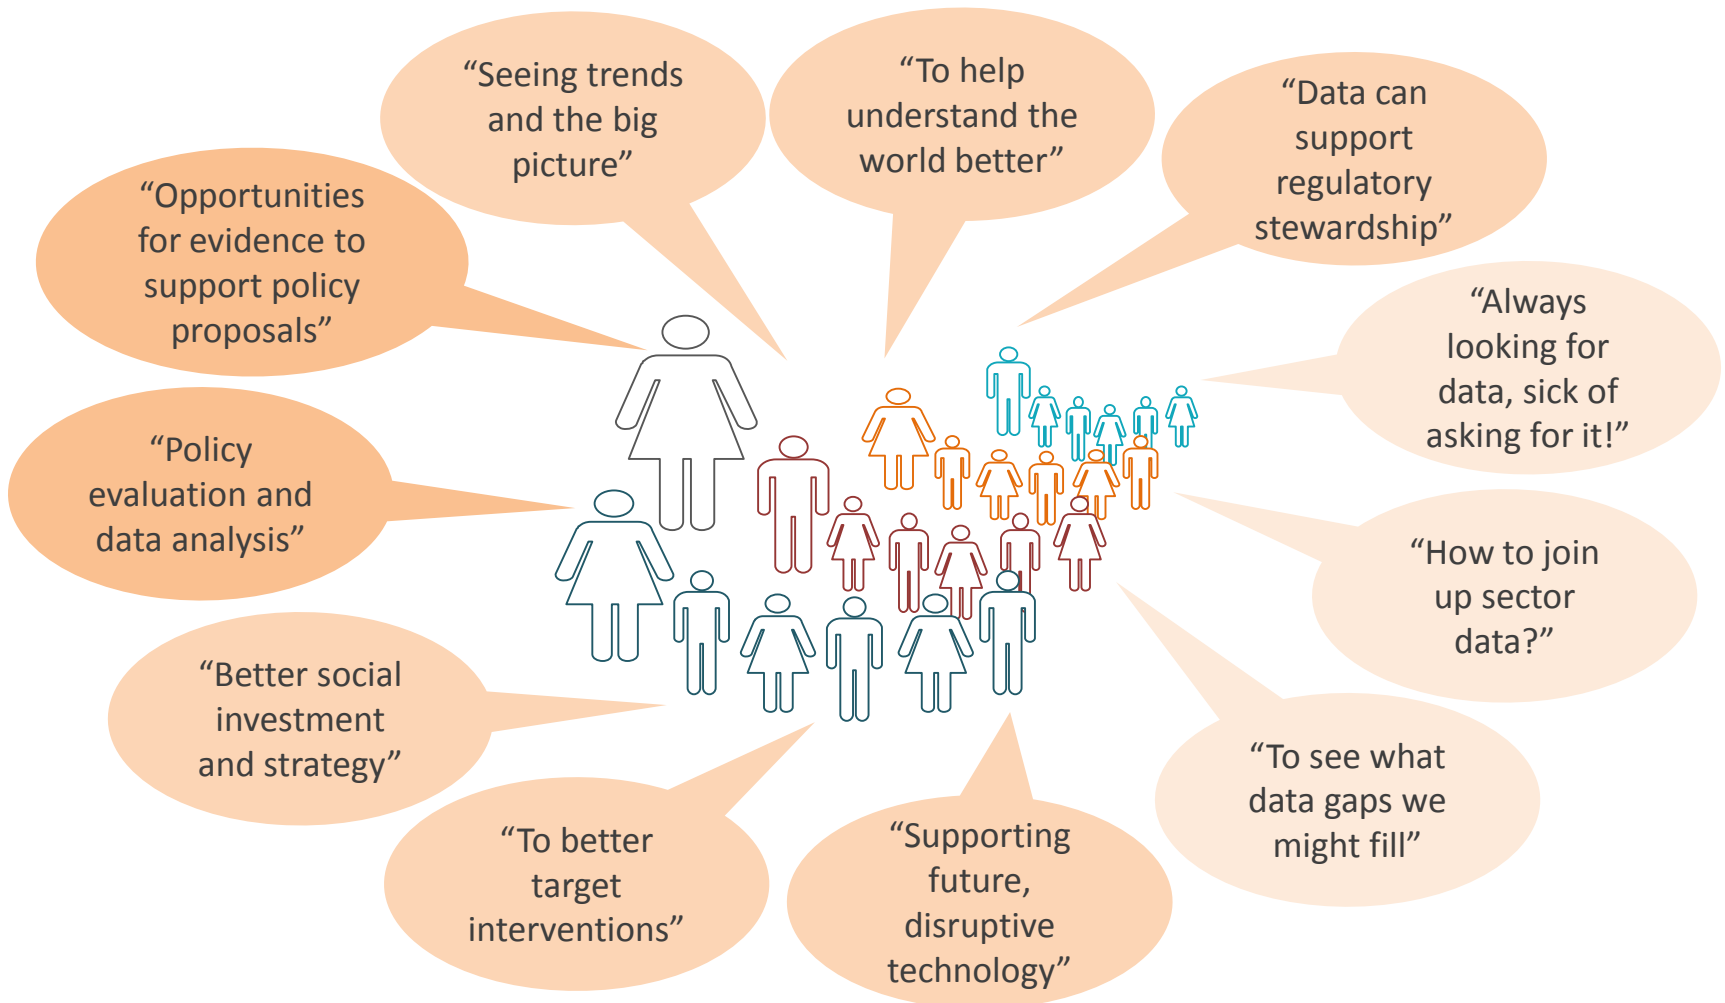 “Seeing trends
and the big
picture”
“To help
understand the
world better”
“Data can
support
regulatory
stewardship”
“Opportunities
for evidence to
support policy
proposals”
“Always
looking for
data, sick of
asking for it!”
“Policy
evaluation and
data analysis”
“How to join
up sector
data?”
“Better social
investment
and strategy”
“To see what
data gaps we
might fill”
“To better
target
interventions”
“Supporting
future,
disruptive
technology”